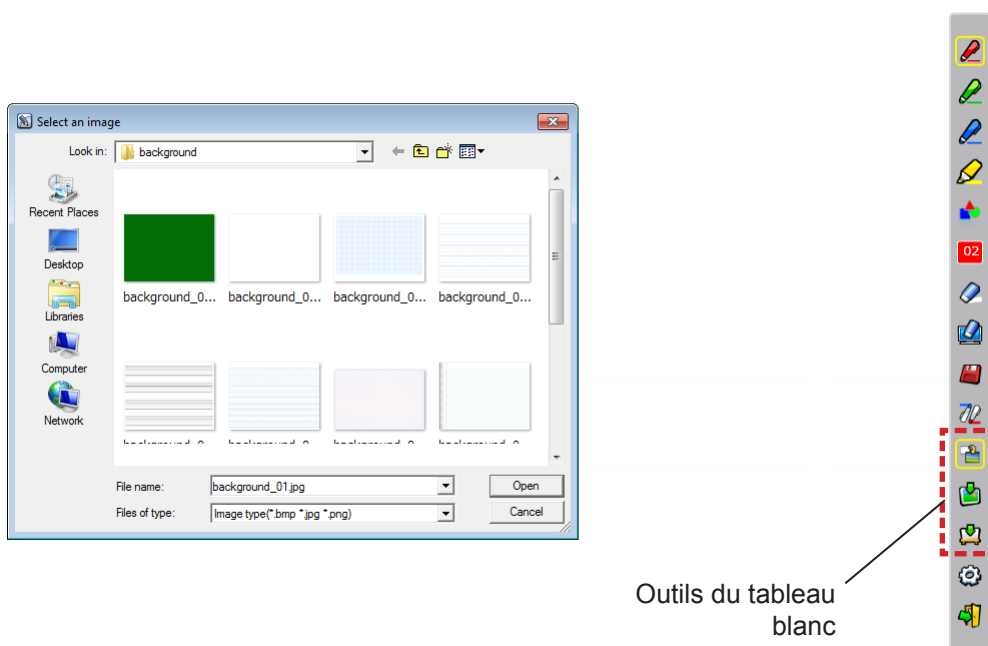 Select an image
Look in:
background
Recent Places
Desktop
Libraries
Computer
Network
background_0... background_0... background_0... background_0...
File name:
background_01.jpg
Open
Files of type:
Image type(*.bmp *.jpg *.png)
Cancel
02
Outils du tableau
blanc